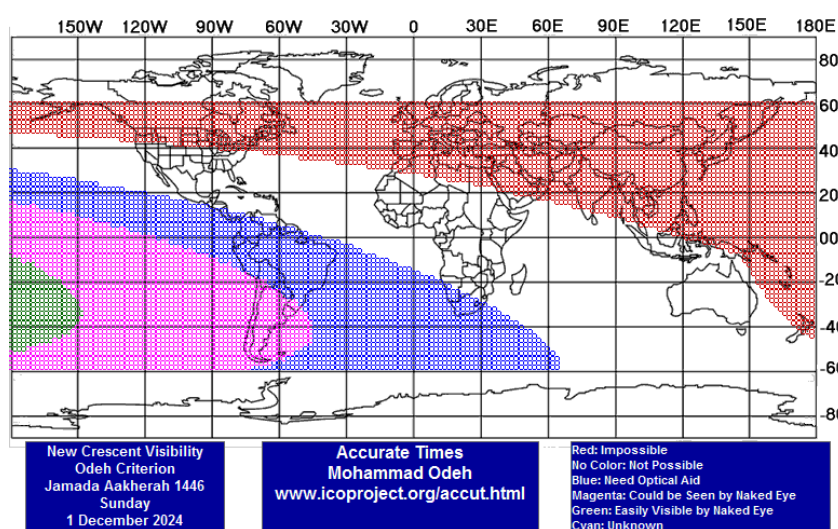 150W 120W 90W 60W 30W 0 30E 60E 90E 120E 150E 180E
80
60
40
20
00
-20
-40
-60
-80
New Crescent Visibility
Odeh Criterion
Jamada Aakherah 1446
Sunday
1 December 2024
Accurate Times
Mohammad Odeh
www.icoproject.org/accut.html
Red: Impossible
No Color: Not Possible
Blue: Need Optical Aid
Magenta: Could be Seen by Naked Eye
Green: Easily Visible by Naked Eye
Cyan: Unknown